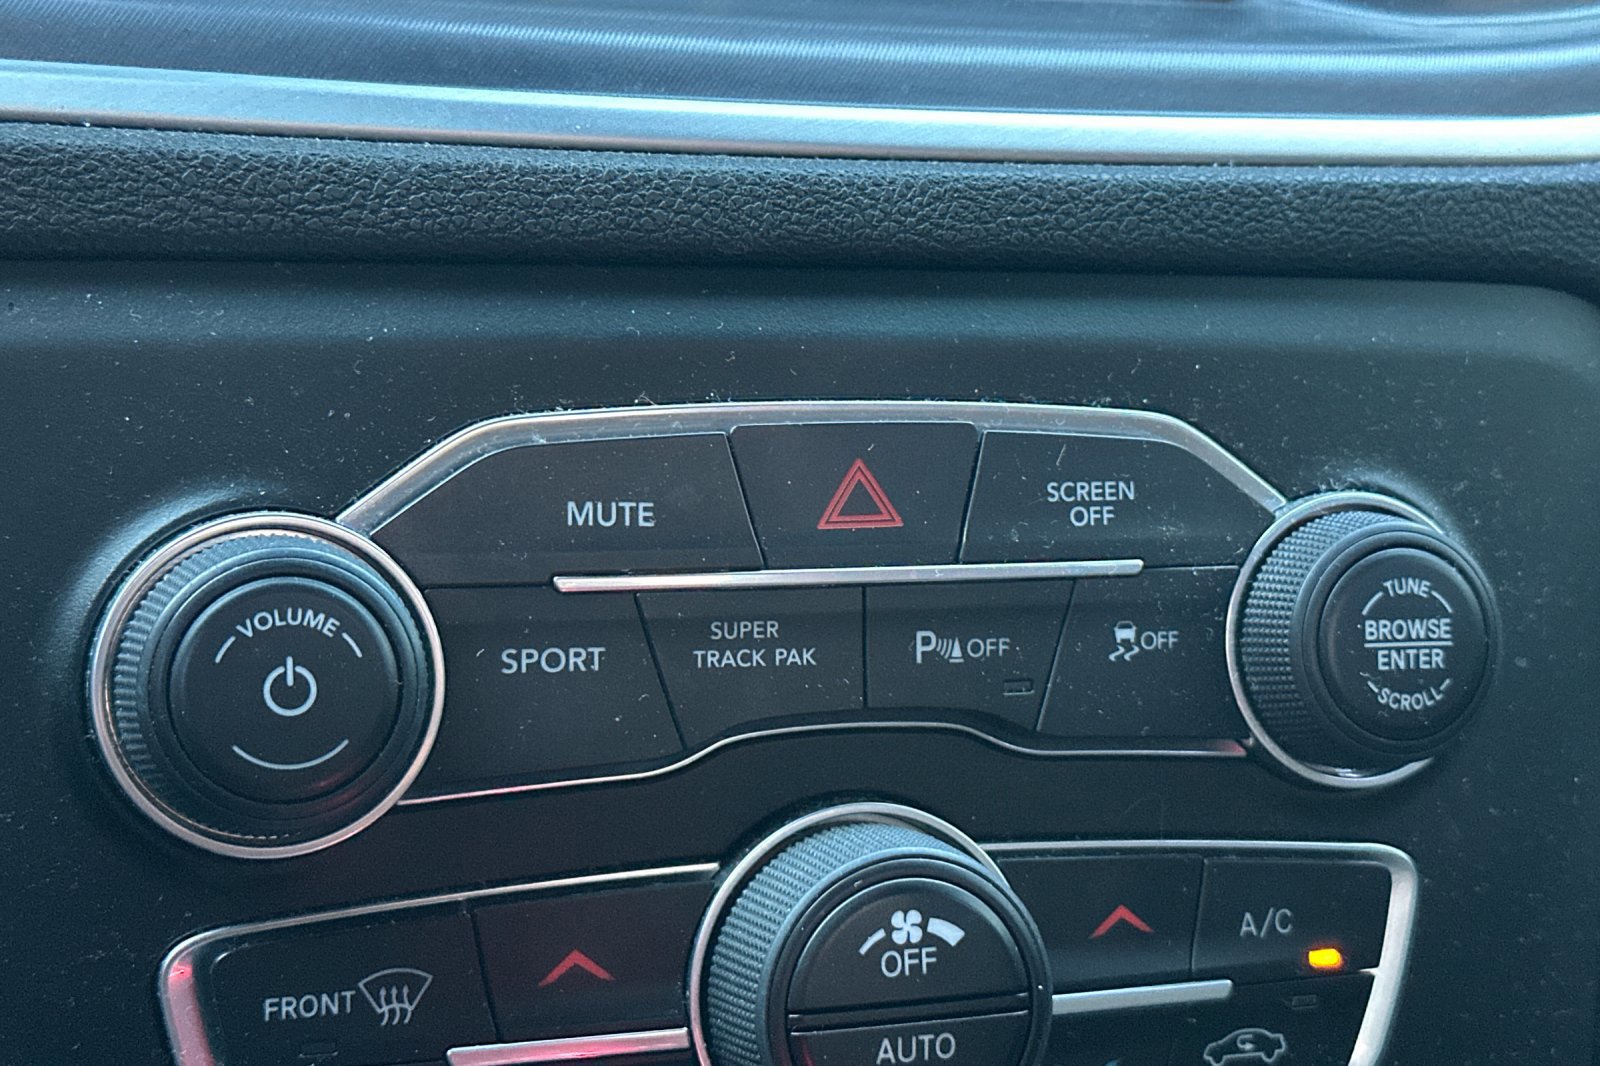 MUTE
SCREEN
OFF
VOLUME
SPORT
SUPER
TRACK PAK
P OFF
OFF
TUNE
BROWSE
ENTER
SCROLL
FRONT
OFF
AUTO
A/C